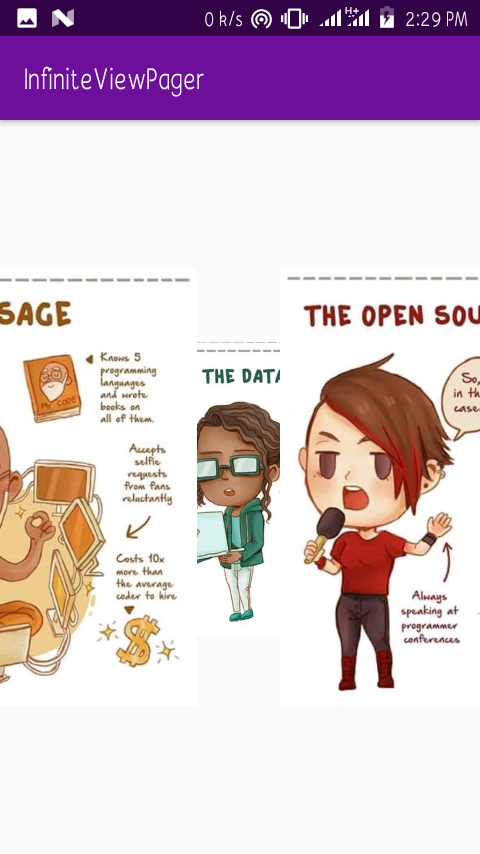 0 k/s H+ 2:29 PM
InfiniteViewPager
SAGE
Knows 5
programming
languages
and wrote
books on
all of them.
MY CODE
Accepts
selfie
requests
from fans
reluctantly
Costs 10x
more than
the average
coder to hire
THE DATA
THE OPEN SOU
So,
in th
case
Always
speaking at
programmer
conferences